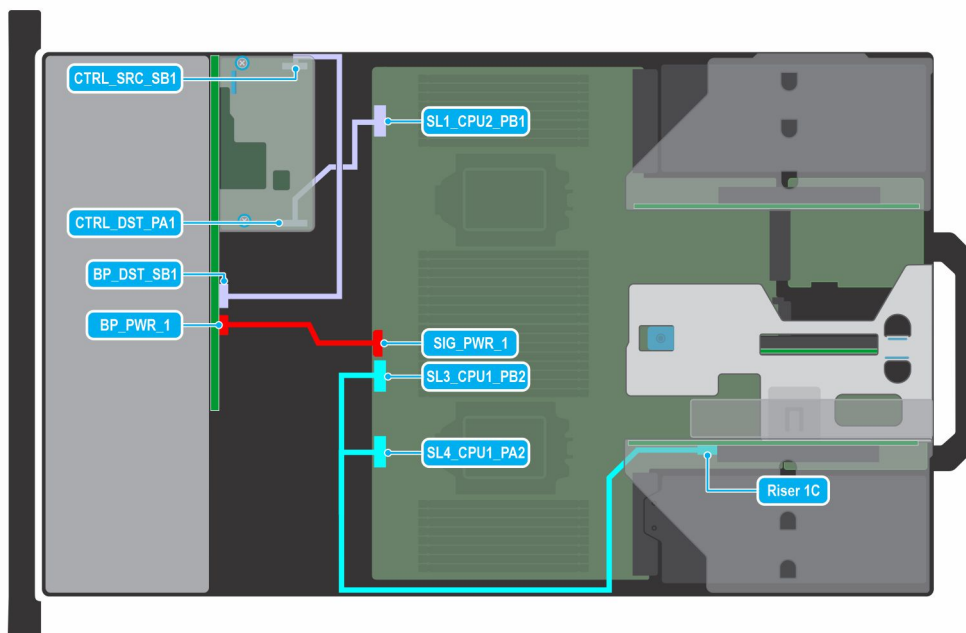 CTRL_SRC_SB1
SL1_CPU2_PB1
CTRL_DST_PA1
BP_DST_SB1
BP_PWR_1
SIG_PWR_1
SL3_CPU1_PB2
SL4_CPU1_PA2
Riser 1C